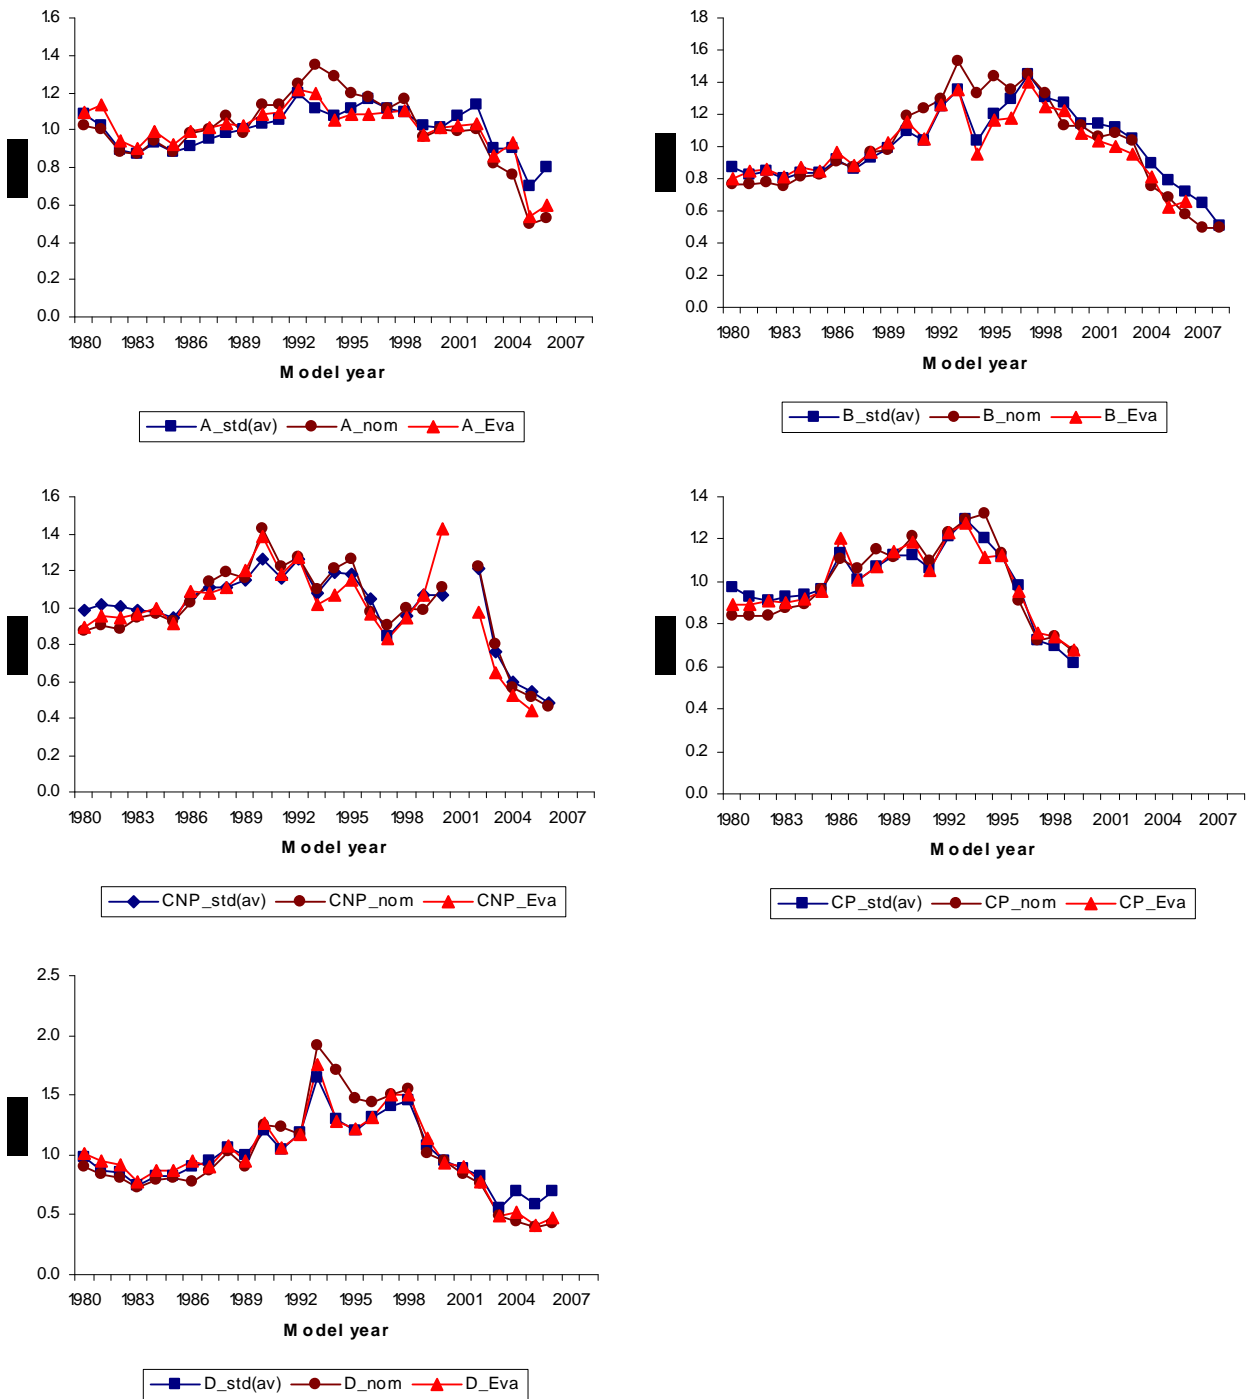 1.6
1.4
1.2
1.0
0.8
0.6
0.4
0.2
0.0
1980 1983 1986 1989 1992 1995 1998 2001 2004 2007
Model year
A_std(av) A_nom A_Eva
1.8
1.6
1.4
1.2
1.0
0.8
0.6
0.4
0.2
0.0
1980 1983 1986 1989 1992 1995 1998 2001 2004 2007
Model year
B_std(av) B_nom B_Eva
1.6
1.4
1.2
1.0
0.8
0.6
0.4
0.2
0.0
1980 1983 1986 1989 1992 1995 1998 2001 2004 2007
Model year
CNP_std(av) CNP_nom CNP_Eva
1.4
1.2
1.0
0.8
0.6
0.4
0.2
0.0
1980 1983 1986 1989 1992 1995 1998 2001 2004 2007
Model year
CP_std(av) CP_nom CP_Eva
2.5
2.0
1.5
1.0
0.5
0.0
1980 1983 1986 1989 1992 1995 1998 2001 2004 2007
Model year
D_std(av) D_nom D_Eva